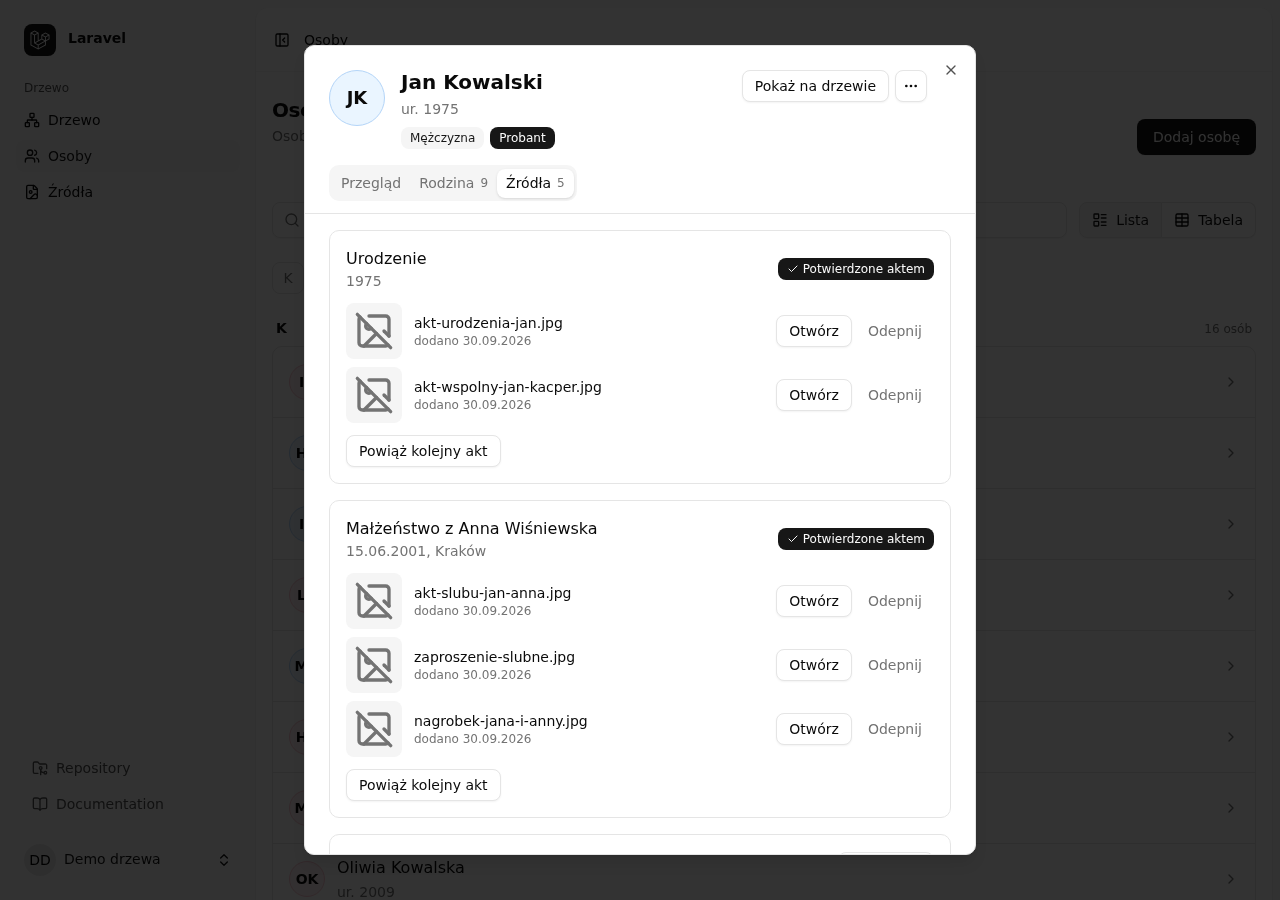 Laravel
Osoby
Drzewo
Drzewo
Osoby
Źródła
Dodaj osobę
Lista
Tabela
K
K
16 osób
JK
Jan Kowalski
ur. 1975
Mężczyzna
Probant
Pokaż na drzewie
Przegląd
Rodzina 9
Źródła 5
Urodzenie
1975
Potwierdzone aktem
akt-urodzenia-jan.jpg
dodano 30.09.2026
Otwórz
Odepnij
akt-wspolny-jan-kacper.jpg
dodano 30.09.2026
Otwórz
Odepnij
Powiąż kolejny akt
Małżeństwo z Anna Wiśniewska
15.06.2001, Kraków
Potwierdzone aktem
akt-slubu-jan-anna.jpg
dodano 30.09.2026
Otwórz
Odepnij
zaproszenie-slubne.jpg
dodano 30.09.2026
Otwórz
Odepnij
nagrobek-jana-i-anny.jpg
dodano 30.09.2026
Otwórz
Odepnij
Powiąż kolejny akt
OK
Oliwia Kowalska
ur. 2009
Repository
Documentation
DD
Demo drzewa